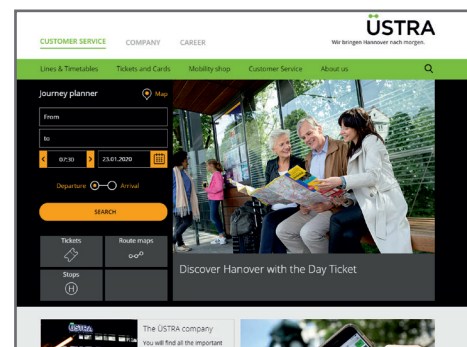 ÜSTRA
Wir bringen Hannover nach morgen.
CUSTOMER SERVICE COMPANY CAREER
Lines & Timetables Tickets and Cards Mobility shop Customer Service About us
Journey planner Map
From
to
< 07:30 > 23.01.2020
Departure Arrival
SEARCH
Tickets Route maps
Stops
H
Discover Hanover with the Day Ticket
ÜSTRA
The ÜSTRA company
You will find all the important